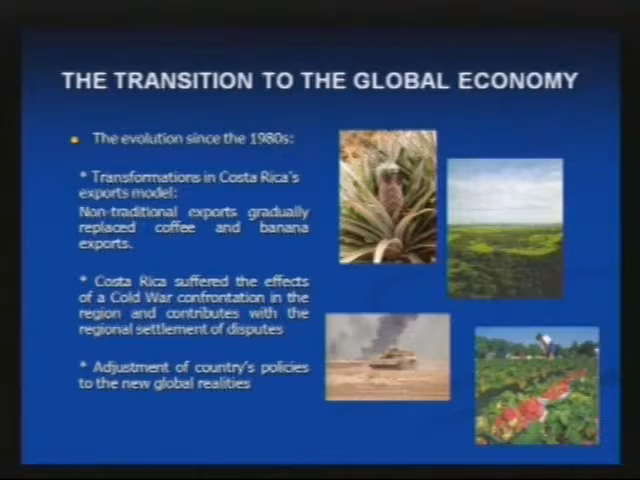 THE TRANSITION TO THE GLOBAL ECONOMY
The evolution since the 1980s:
* Transformations in Costa Rica's
exports model:
Non-traditional exports gradually
replaced coffee and banana
exports.
* Costa Rica suffered the effects
of a Cold War confrontation in the
region and contributes with the
regional settlement of disputes
* Adjustment of country's policies
to the new global realities